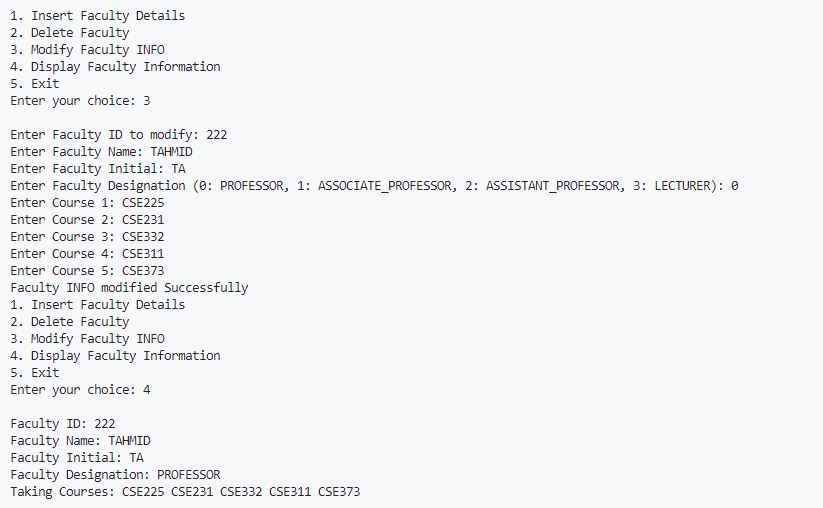 1. Insert Faculty Details
2. Delete Faculty
3. Modify Faculty INFO
4. Display Faculty Information
5. Exit
Enter your choice: 3
Enter Faculty ID to modify: 222
Enter Faculty Name: TAHMID
Enter Faculty Initial: TA
Enter Faculty Designation (0: PROFESSOR, 1: ASSOCIATE_PROFESSOR, 2: ASSISTANT_PROFESSOR, 3: LECTURER): 0
Enter Course 1: CSE225
Enter Course 2: CSE231
Enter Course 3: CSE332
Enter Course 4: CSE311
Enter Course 5: CSE373
Faculty INFO modified Successfully
1. Insert Faculty Details
2. Delete Faculty
3. Modify Faculty INFO
4. Display Faculty Information
5. Exit
Enter your choice: 4
Faculty ID: 222
Faculty Name: TAHMID
Faculty Initial: TA
Faculty Designation: PROFESSOR
Taking Courses: CSE225 CSE231 CSE332 CSE311 CSE373